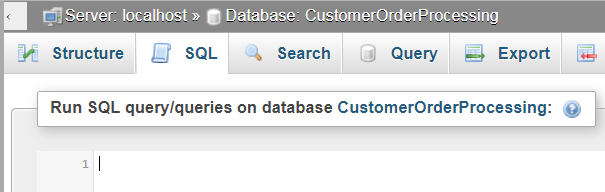 Server: localhost » Database: CustomerOrderProcessing
Structure SQL Search Query Export
Run SQL query/queries on database CustomerOrderProcessing:
1